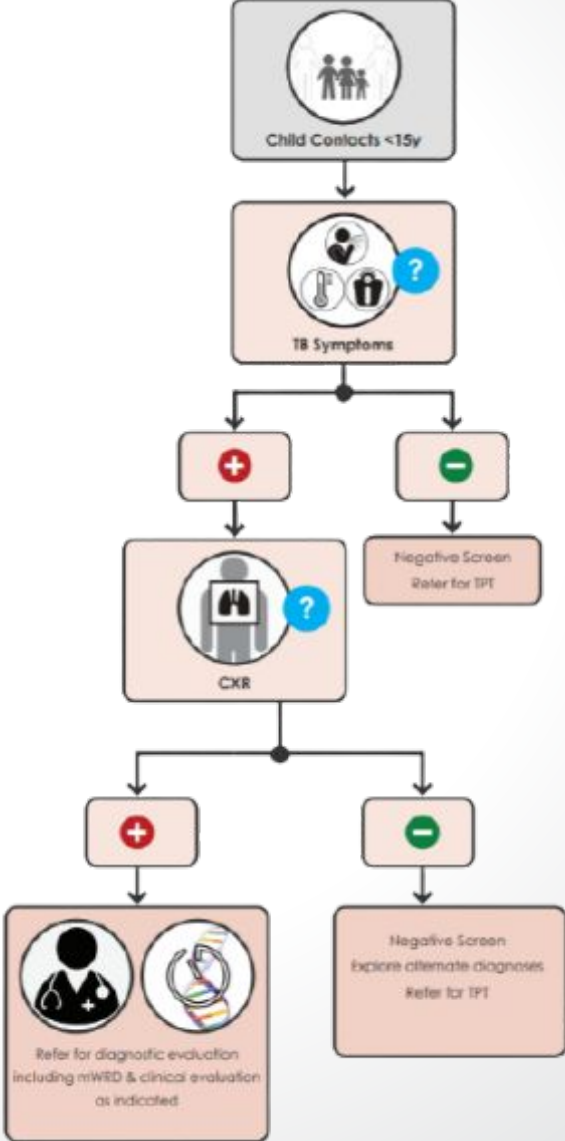 Child Contacts <15y
?
TB Symptoms
Negative Screen
Refer for TPT
?
CXR
Negative Screen
Explore alternate diagnoses
Refer for TPT
Refer for diagnostic evaluation
including mWRD & clinical evaluation
as indicated